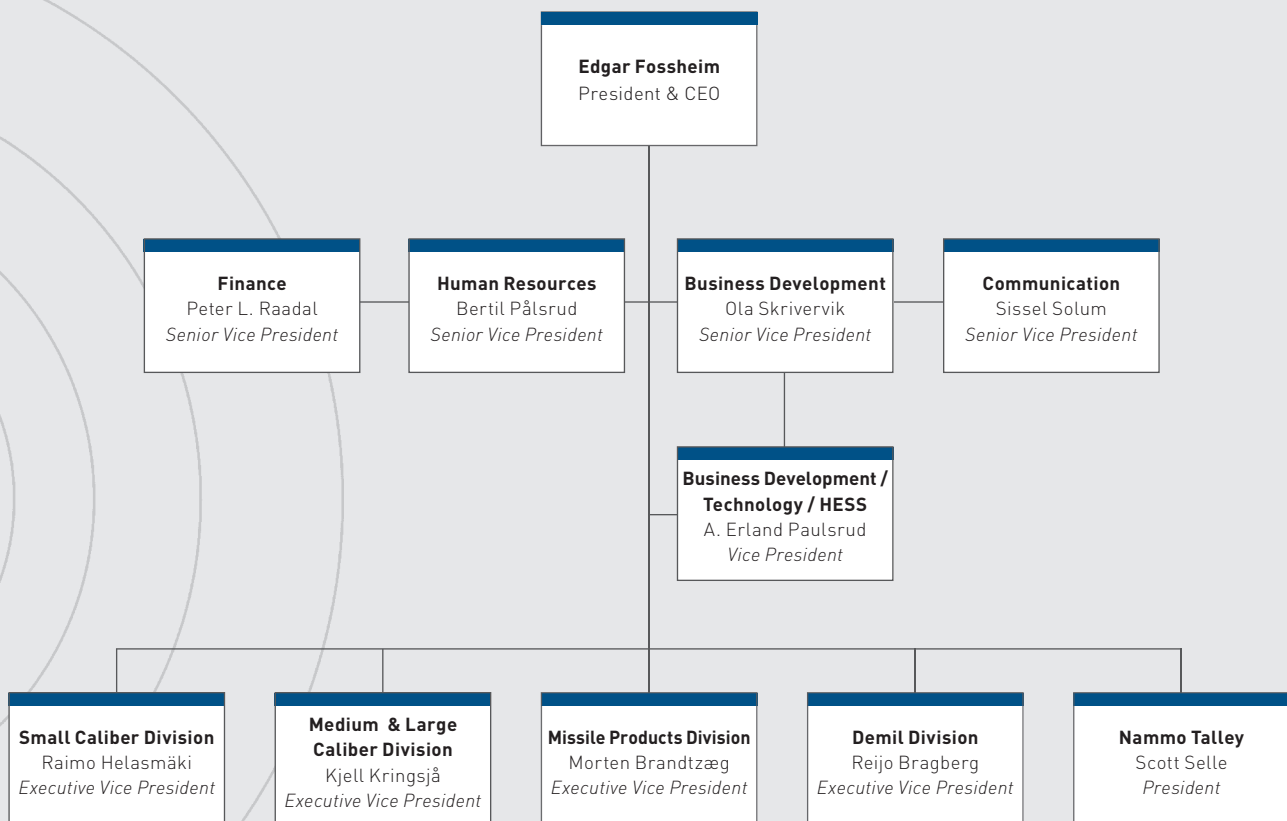 Edgar Fossheim
President & CEO
Finance
Peter L. Raadal
Senior Vice President
Human Resources
Bertil Pålsrud
Senior Vice President
Business Development
Ola Skrivervik
Senior Vice President
Communication
Sissel Solum
Senior Vice President
Business Development /
Technology / HESS
A. Erland Paulsrud
Vice President
Small Caliber Division
Raimo Helasmäki
Executive Vice President
Medium & Large
Caliber Division
Kjell Kringsjå
Executive Vice President
Missile Products Division
Morten Brandtzæg
Executive Vice President
Demil Division
Reijo Bragberg
Executive Vice President
Nammo Talley
Scott Selle
President